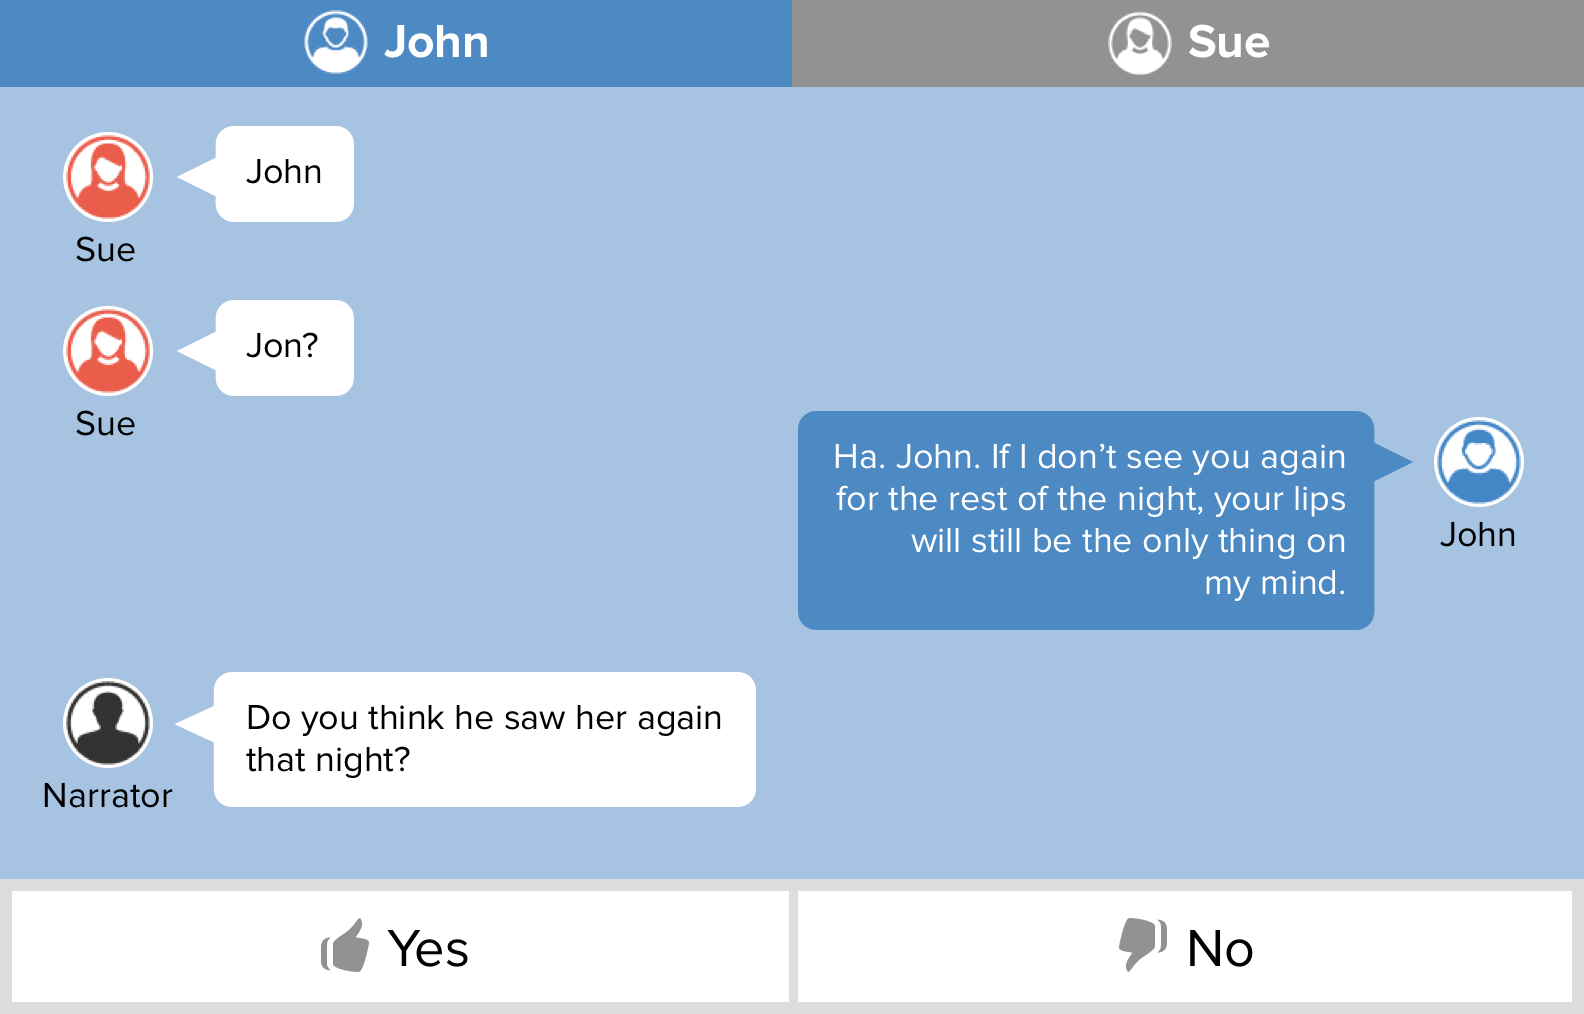 John
Sue
John
Sue
Jon?
Sue
Ha. John. If I don’t see you again
for the rest of the night, your lips
will still be the only thing on
my mind.
John
Do you think he saw her again
that night?
Narrator
Yes
No